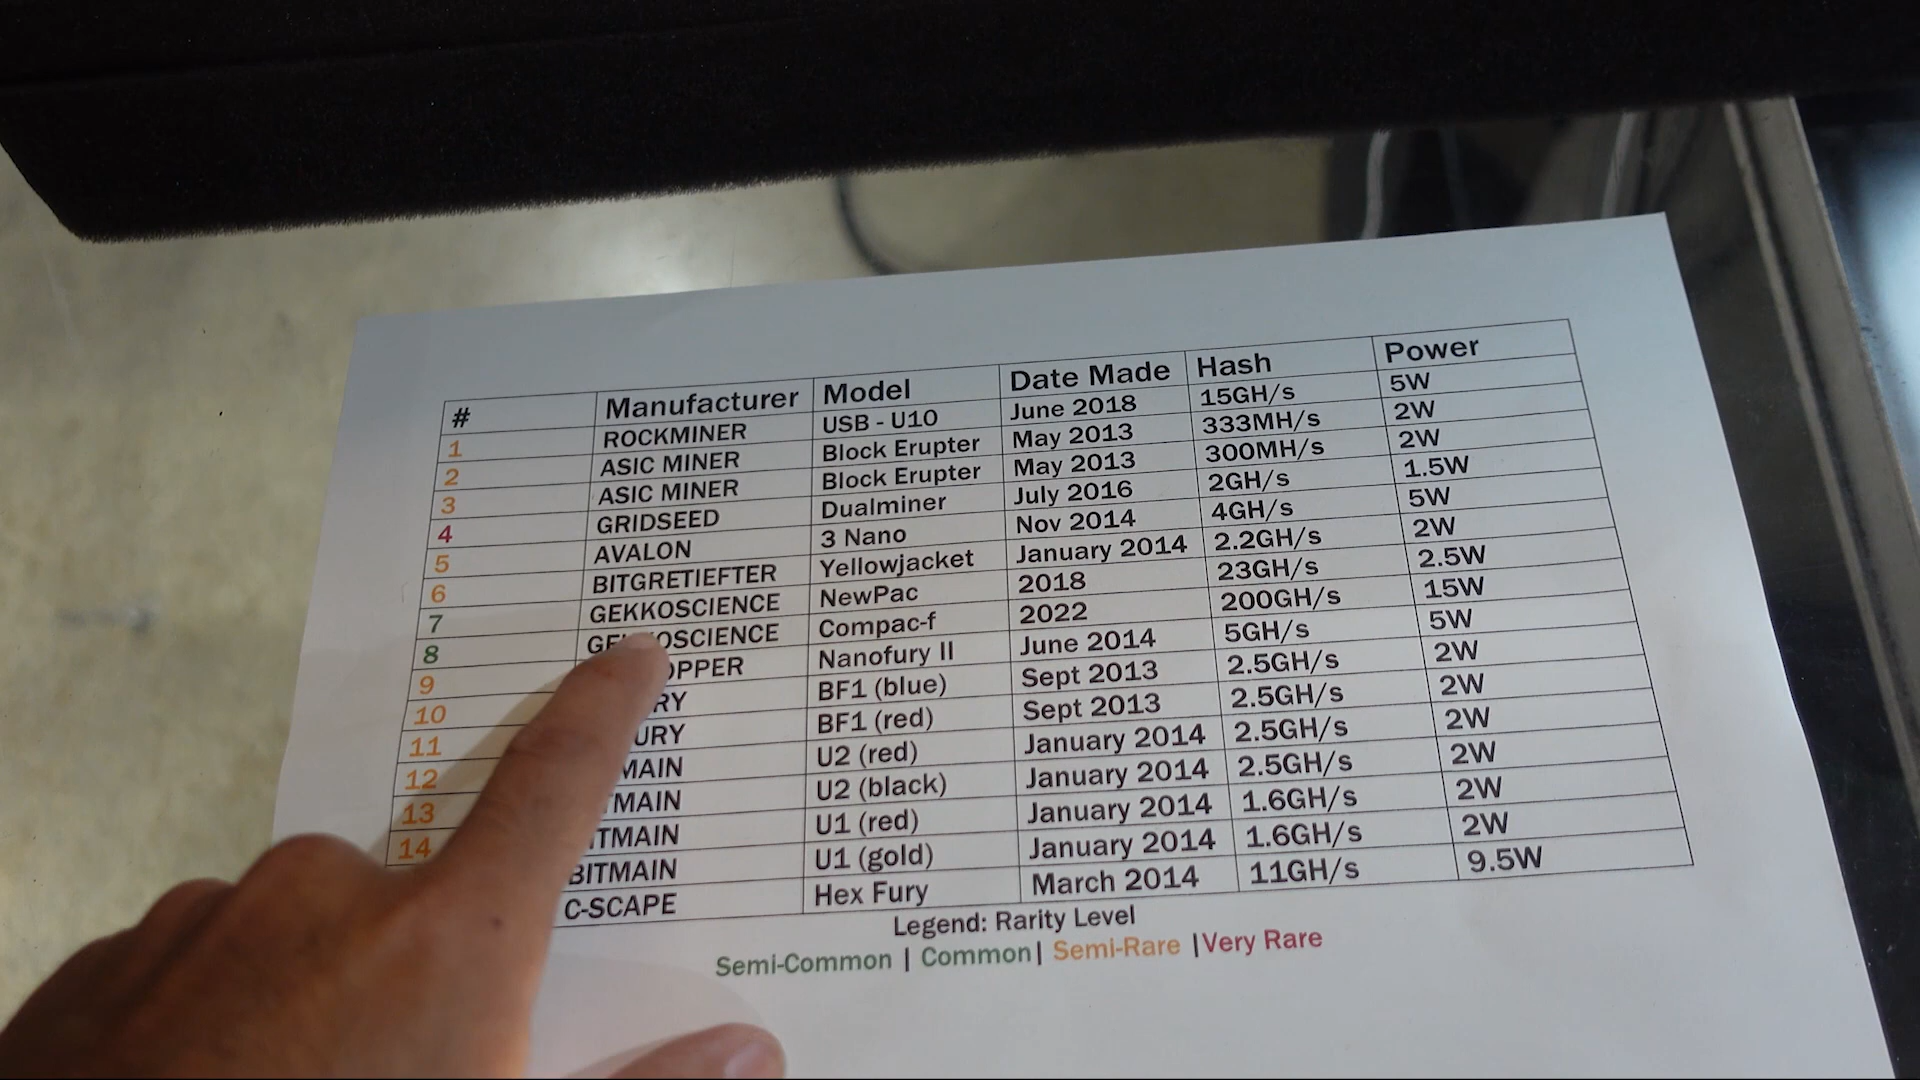 # Manufacturer Model Date Made Hash Power
1 ROCKMINER USB - U10 June 2018 15GH/s 5W
2 ASIC MINER Block Erupter May 2013 333MH/s 2W
3 ASIC MINER Block Erupter May 2013 300MH/s 2W
4 GRIDSEED Dualminer July 2016 2GH/s 1.5W
5 AVALON 3 Nano Nov 2014 4GH/s 5W
6 BITGRETIEFTER Yellowjacket January 2014 2.2GH/s 2W
7 GEKKOSCIENCE NewPac 2018 23GH/s 2.5W
8 GEKKOSCIENCE Compac-f 2022 200GH/s 15W
9 Nanofury II June 2014 5GH/s 5W
10 BF1 (blue) Sept 2013 2.5GH/s 2W
11 BF1 (red) Sept 2013 2.5GH/s 2W
12 U2 (red) January 2014 2.5GH/s 2W
13 U2 (black) January 2014 2.5GH/s 2W
14 U1 (red) January 2014 1.6GH/s 2W
BITMAIN U1 (gold) January 2014 1.6GH/s 2W
C-SCAPE Hex Fury March 2014 11GH/s 9.5W
Legend: Rarity Level
Semi-Common | Common | Semi-Rare | Very Rare